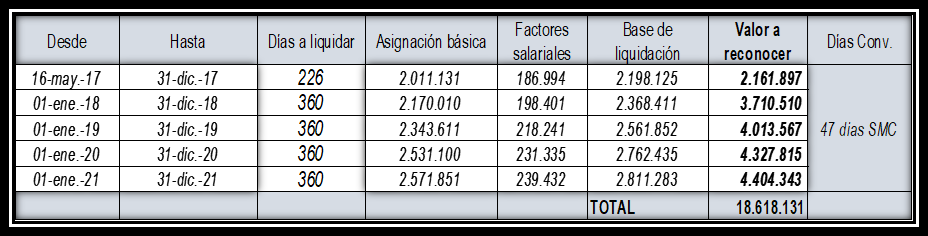 Desde Hasta Días a liquidar Asignación básica Factores salariales Base de liquidación Valor a reconocer Días Conv.
16-may.-17 31-dic.-17 226 2.011.131 186.994 2.198.125 2.161.897
01-ene.-18 31-dic.-18 360 2.170.010 198.401 2.368.411 3.710.510
01-ene.-19 31-dic.-19 360 2.343.611 218.241 2.561.852 4.013.567 47 dias SMC
01-ene.-20 31-dic.-20 360 2.531.100 231.335 2.762.435 4.327.815
01-ene.-21 31-dic.-21 360 2.571.851 239.432 2.811.283 4.404.343
TOTAL 18.618.131